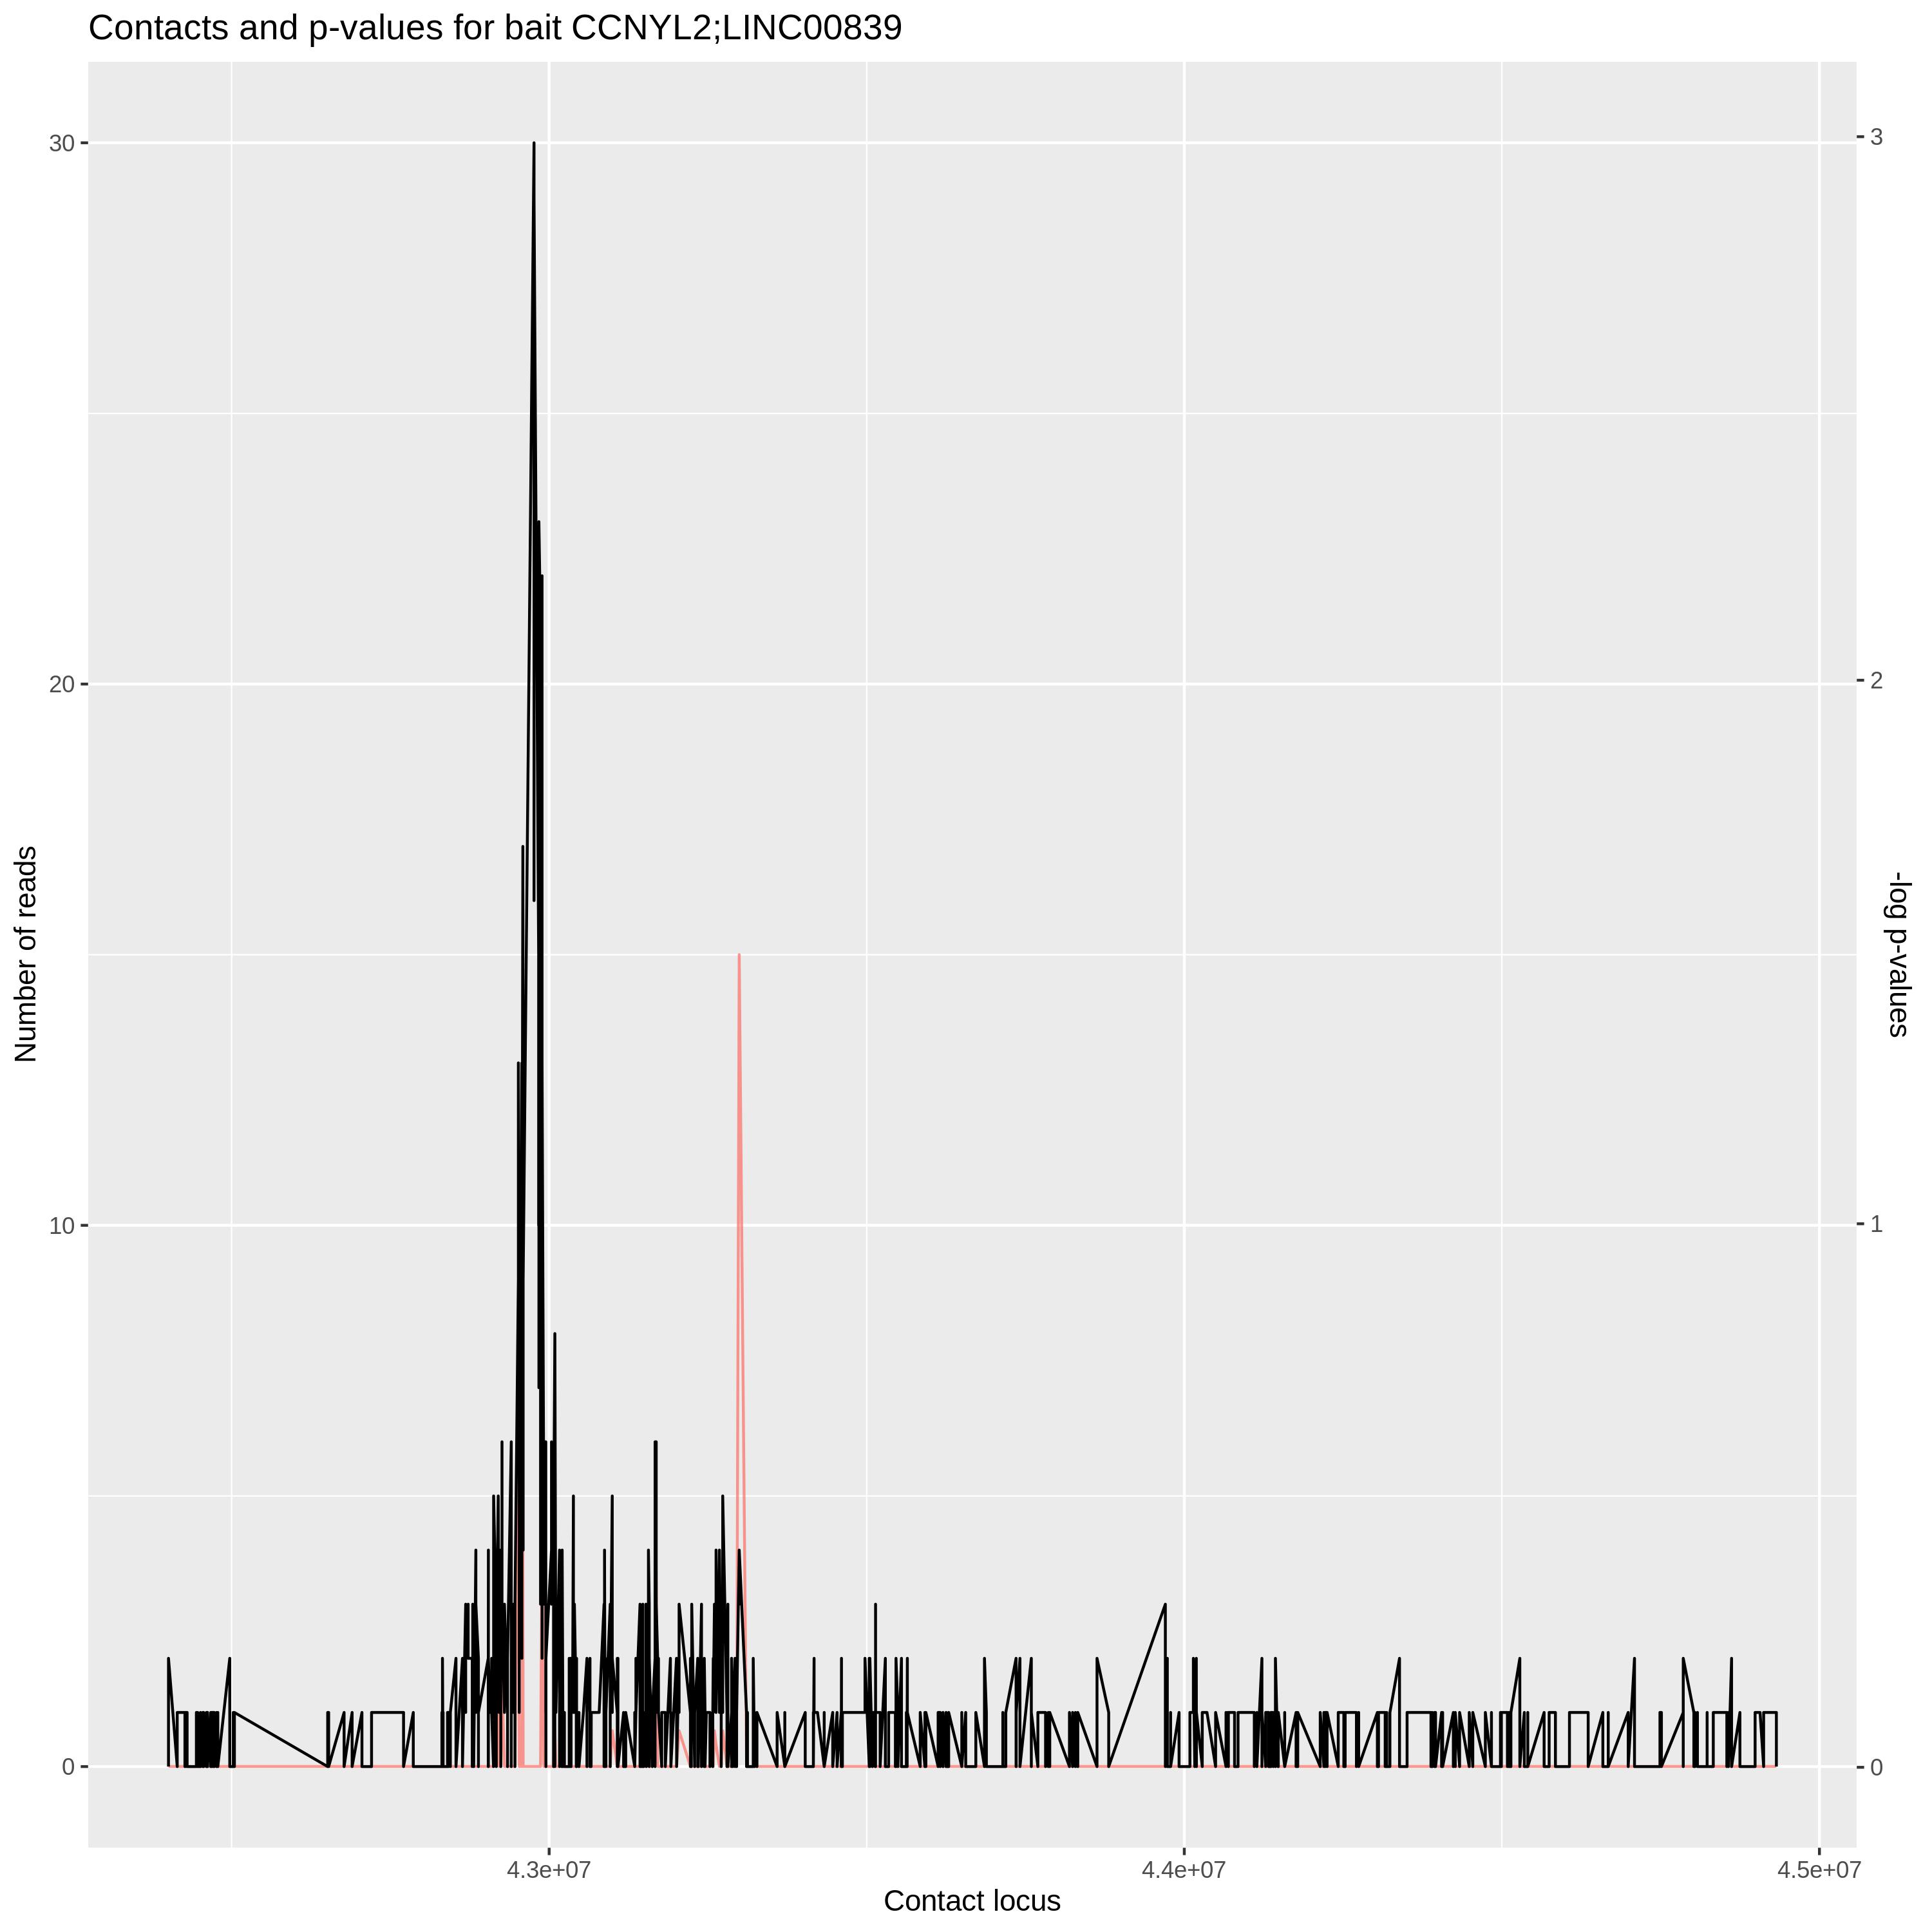 Contacts and p-values for bait CCNYL2;LINC00839
30
20
10
0
Number of reads
3
2
1
0
-log p-values
4.3e+07
4.4e+07
4.5e+07
Contact locus